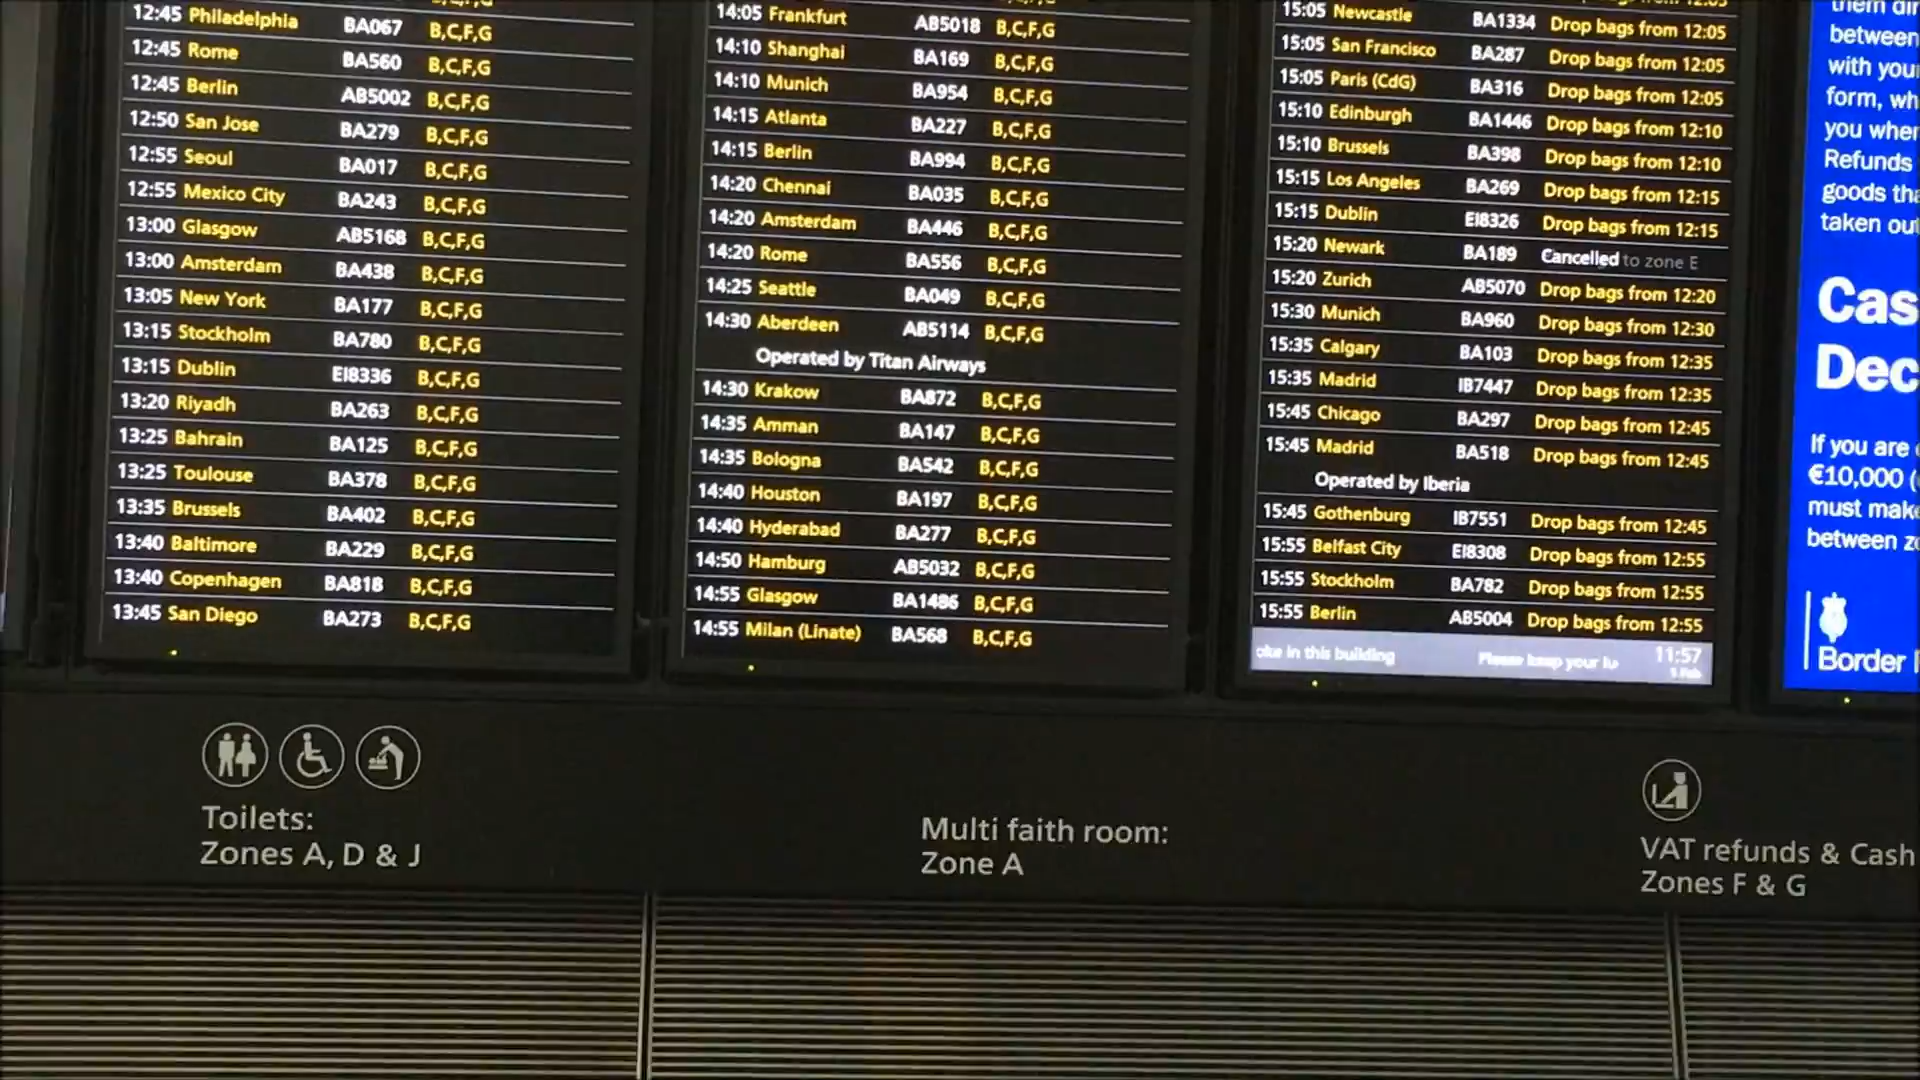 12:45 Philadelphia BA067 B,C,F,G
12:45 Rome BA560 B,C,F,G
12:45 Berlin AB5002 B,C,F,G
12:50 San Jose BA279 B,C,F,G
12:55 Seoul BA017 B,C,F,G
12:55 Mexico City BA243 B,C,F,G
13:00 Glasgow AB5168 B,C,F,G
13:00 Amsterdam BA438 B,C,F,G
13:05 New York BA177 B,C,F,G
13:15 Stockholm BA780 B,C,F,G
13:15 Dublin EI8336 B,C,F,G
13:20 Riyadh BA263 B,C,F,G
13:25 Bahrain BA125 B,C,F,G
13:25 Toulouse BA378 B,C,F,G
13:35 Brussels BA402 B,C,F,G
13:40 Baltimore BA229 B,C,F,G
13:40 Copenhagen BA818 B,C,F,G
13:45 San Diego BA273 B,C,F,G
14:05 Frankfurt AB5018 B,C,F,G
14:10 Shanghai BA169 B,C,F,G
14:10 Munich BA954 B,C,F,G
14:15 Atlanta BA227 B,C,F,G
14:15 Berlin BA994 B,C,F,G
14:20 Chennai BA035 B,C,F,G
14:20 Amsterdam BA446 B,C,F,G
14:20 Rome BA556 B,C,F,G
14:25 Seattle BA049 B,C,F,G
14:30 Aberdeen AB5114 B,C,F,G
Operated by Titan Airways
14:30 Krakow BA872 B,C,F,G
14:35 Amman BA147 B,C,F,G
14:35 Bologna BA542 B,C,F,G
14:40 Houston BA197 B,C,F,G
14:40 Hyderabad BA277 B,C,F,G
14:50 Hamburg AB5032 B,C,F,G
14:55 Glasgow BA1486 B,C,F,G
14:55 Milan (Linate) BA568 B,C,F,G
15:05 Newcastle BA1334 Drop bags from 12:05
15:05 San Francisco BA287 Drop bags from 12:05
15:05 Paris (CdG) BA316 Drop bags from 12:05
15:10 Edinburgh BA1446 Drop bags from 12:10
15:10 Brussels BA398 Drop bags from 12:10
15:15 Los Angeles BA269 Drop bags from 12:15
15:15 Dublin EI8326 Drop bags from 12:15
15:20 Newark BA189 Cancelled to zone E
15:20 Zurich AB5070 Drop bags from 12:20
15:30 Munich BA960 Drop bags from 12:30
15:35 Calgary BA103 Drop bags from 12:35
15:35 Madrid IB7447 Drop bags from 12:35
15:45 Chicago BA297 Drop bags from 12:45
15:45 Madrid BA518 Drop bags from 12:45
Operated by Iberia
15:45 Gothenburg IB7551 Drop bags from 12:45
15:55 Belfast City EI8308 Drop bags from 12:55
15:55 Stockholm BA782 Drop bags from 12:55
15:55 Berlin AB5004 Drop bags from 12:55
oke in this building Please keep your lu 11:57
Feb
them dir
between
with your
form, wh
you wher
Refunds
goods tha
taken out
Cas
Dec
If you are
€10,000
must make
between zo
Border
Toilets:
Zones A, D & J
Multi faith room:
Zone A
VAT refunds & Cash
Zones F & G